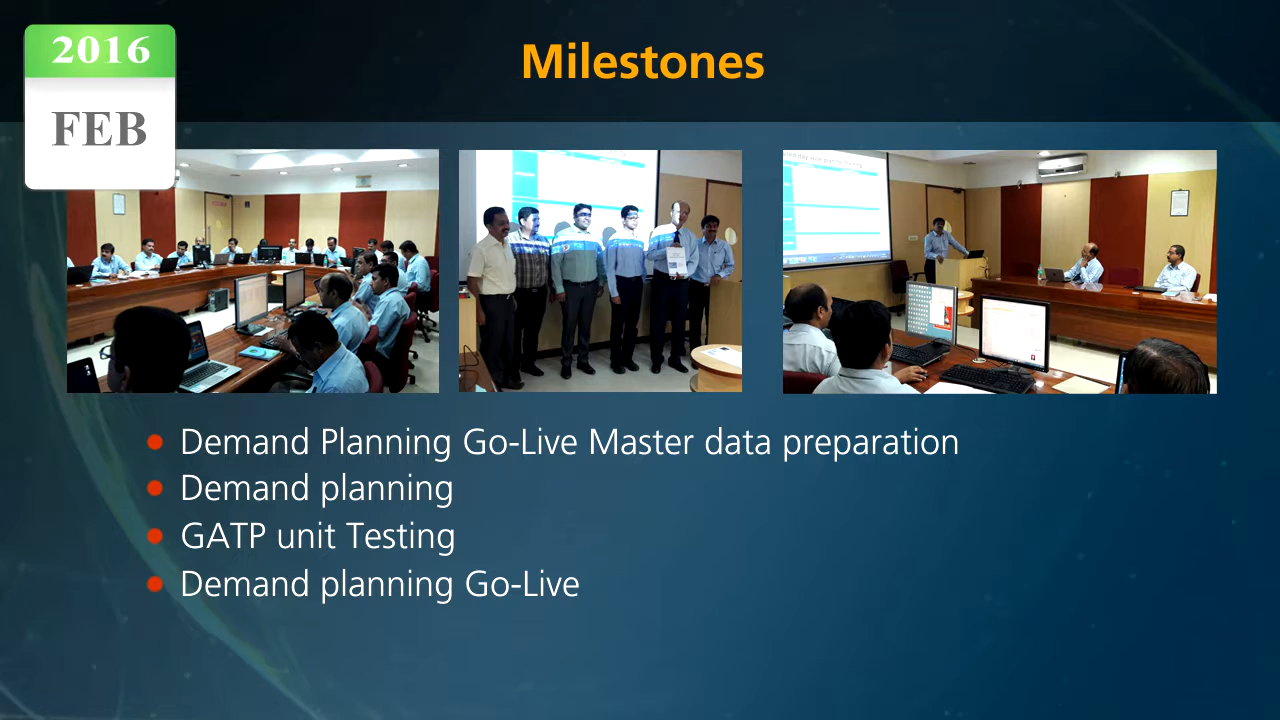 2016
FEB
Milestones
Demand Planning Go-Live Master data preparation
Demand planning
GATP unit Testing
Demand planning Go-Live